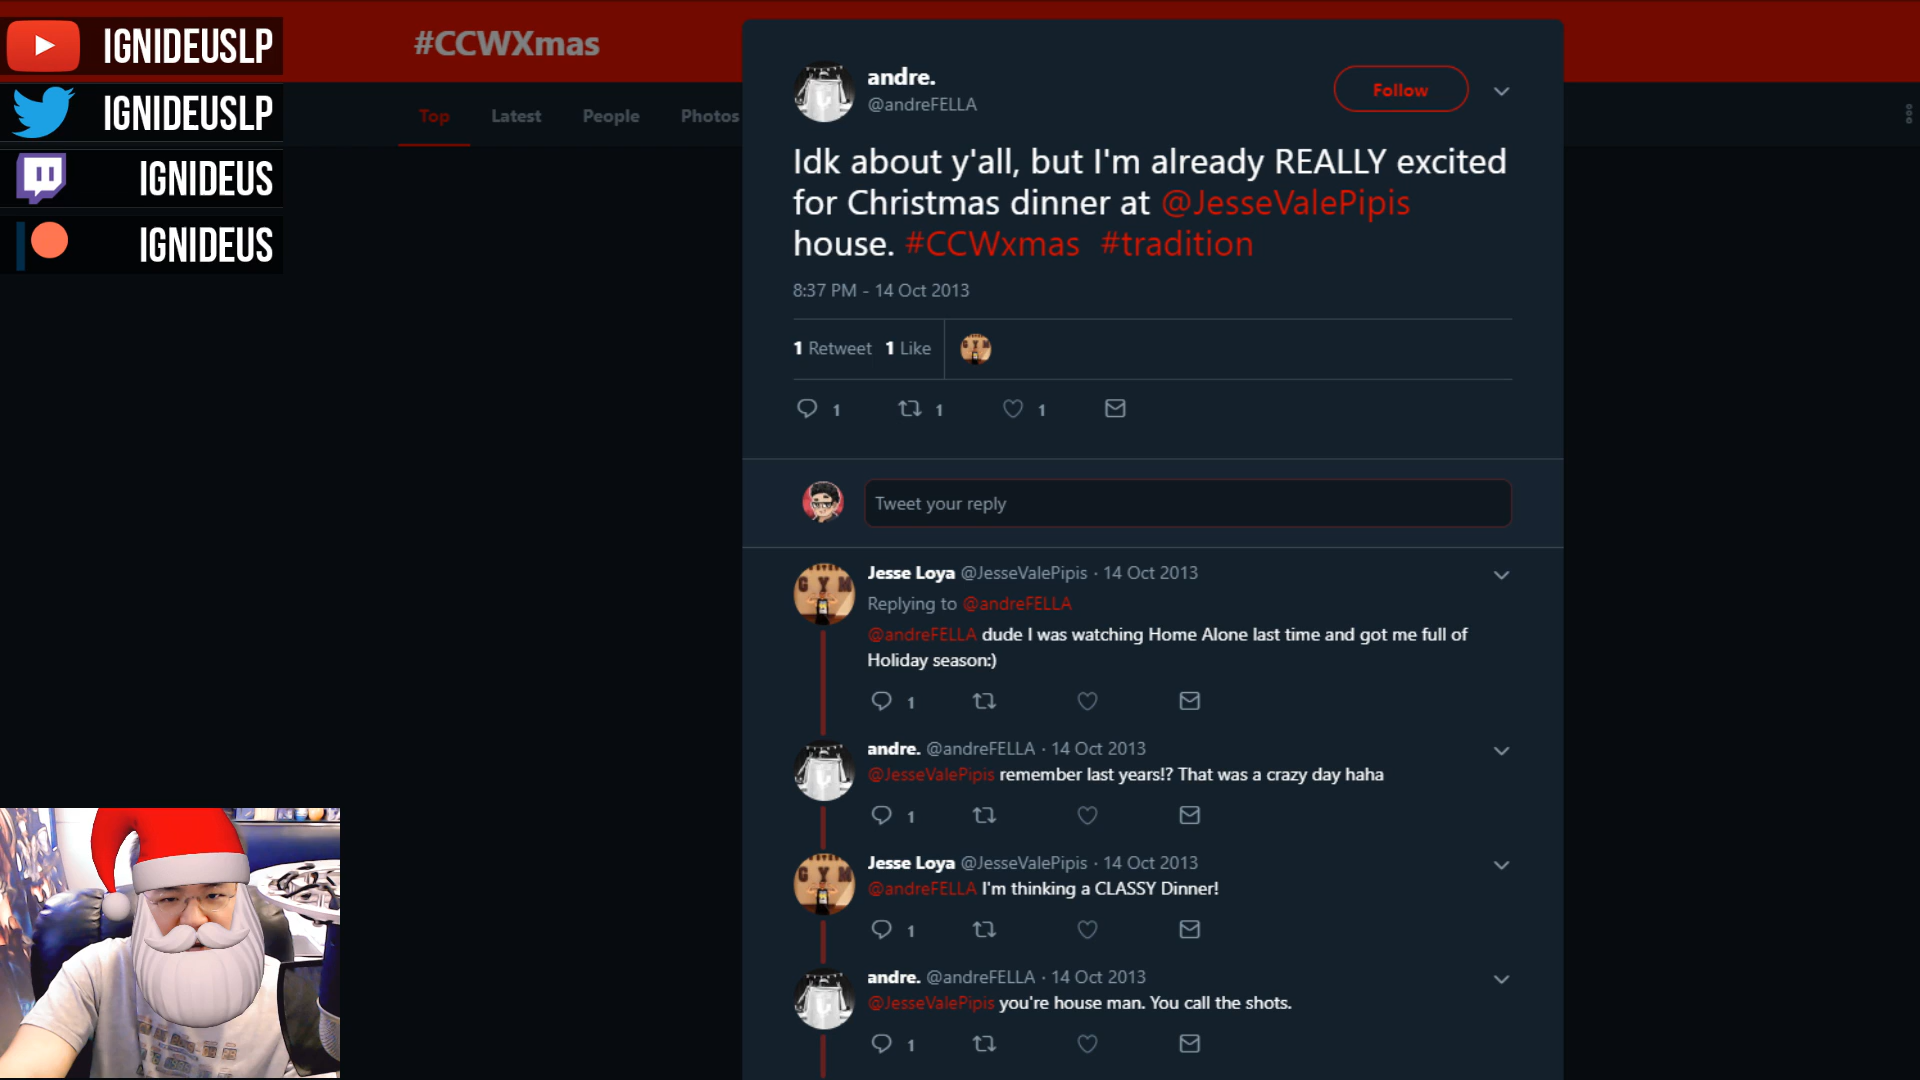 IGNIDEUSLP
IGNIDEUSLP
IGNIDEUS
IGNIDEUS
#CCWXmas
Top Latest People Photos
andre.
@andreFELLA
Follow
Idk about y'all, but I'm already REALLY excited
for Christmas dinner at @JesseValePipis
house. #CCWxmas #tradition
8:37 PM - 14 Oct 2013
1 Retweet 1 Like
GYM
1 1 1
Tweet your reply
GYM
Jesse Loya @JesseValePipis · 14 Oct 2013
Replying to @andreFELLA
@andreFELLA dude I was watching Home Alone last time and got me full of
Holiday season:)
1
andre. @andreFELLA · 14 Oct 2013
@JesseValePipis remember last years!? That was a crazy day haha
1
GYM
Jesse Loya @JesseValePipis · 14 Oct 2013
@andreFELLA I'm thinking a CLASSY Dinner!
1
andre. @andreFELLA · 14 Oct 2013
@JesseValePipis you're house man. You call the shots.
1